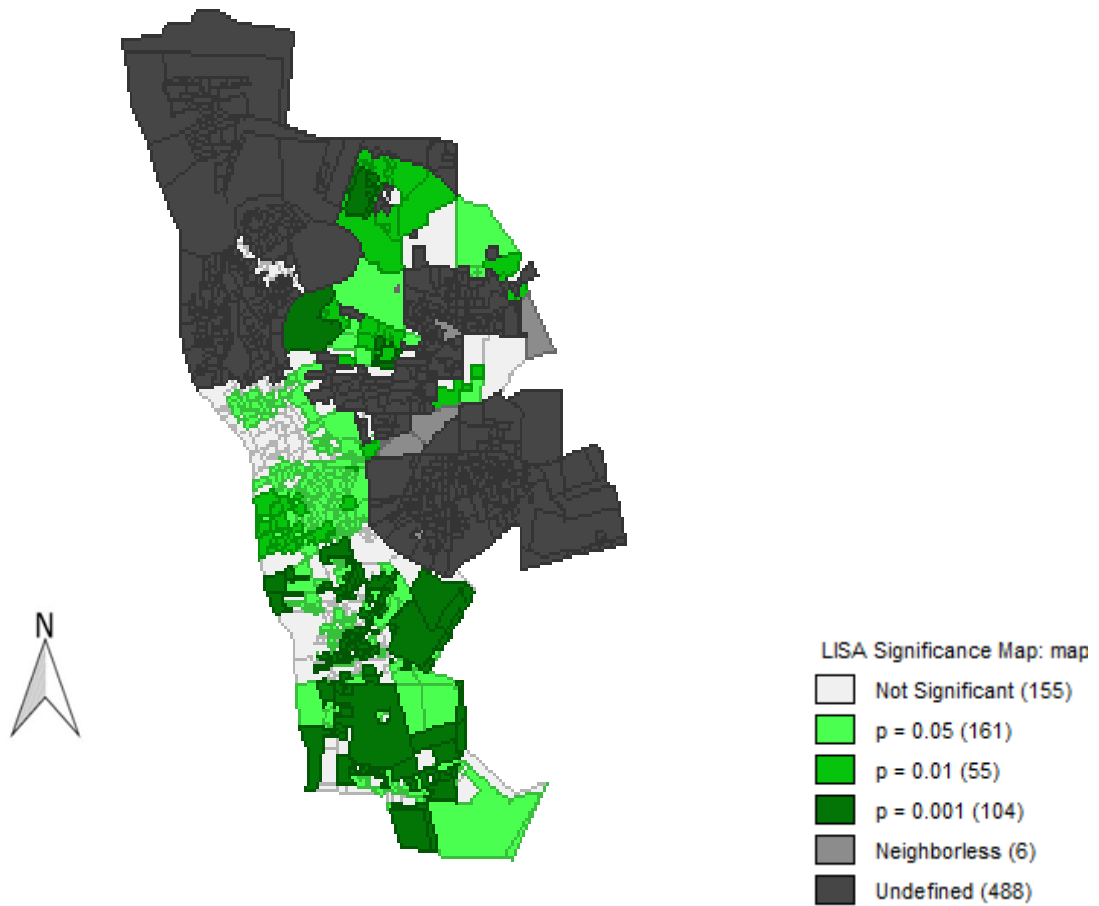 N
LISA Significance Map: map
Not Significant (155)
p = 0.05 (161)
p = 0.01 (55)
p = 0.001 (104)
Neighborless (6)
Undefined (488)